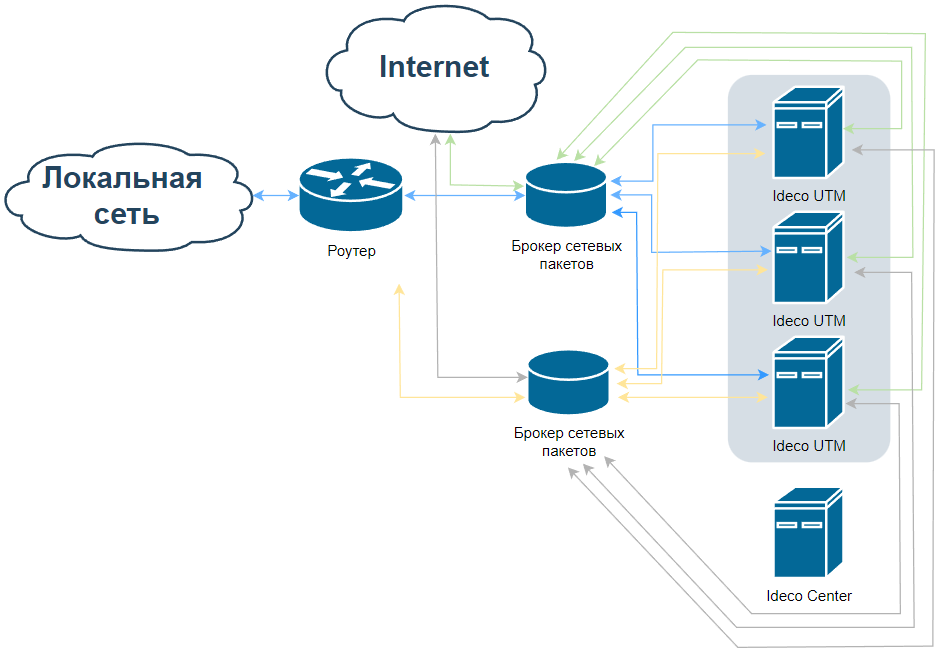 Internet
Локальная
сеть
Роутер
Брокер сетевых
пакетов
Ideco UTM
Ideco UTM
Брокер сетевых
пакетов
Ideco UTM
Ideco Center